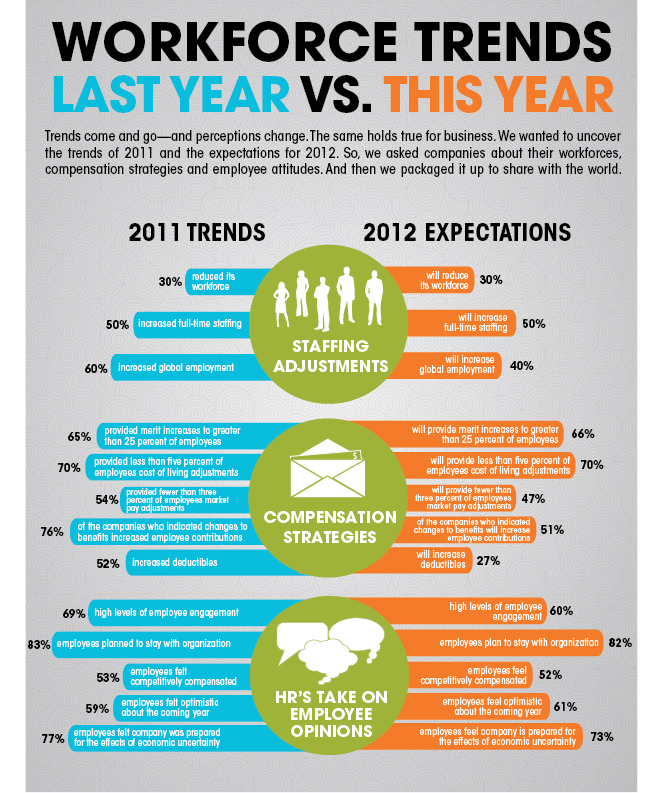 WORKFORCE TRENDS
LAST YEAR VS. THIS YEAR
Trends come and go—and perceptions change. The same holds true for business. We wanted to uncover
the trends of 2011 and the expectations for 2012. So, we asked companies about their workforces,
compensation strategies and employee attitudes. And then we packaged it up to share with the world.
2011 TRENDS
2012 EXPECTATIONS
30%
reduced its
workforce
50%
increased full-time staffing
60%
increased global employment
STAFFING
ADJUSTMENTS
will reduce
its workforce
30%
will increase
full-time staffing
50%
will increase
global employment
40%
65%
provided merit increases to greater
than 25 percent of employees
70%
provided less than five percent of
employees cost of living adjustments
54%
provided fewer than three
percent of employees market
pay adjustments
76%
of the companies who indicated changes to
benefits increased employee contributions
52%
increased deductibles
$
COMPENSATION
STRATEGIES
will provide merit increases to greater
than 25 percent of employees
66%
will provide less than five percent of
employees cost of living adjustments
70%
will provide fewer than
three percent of employees
market pay adjustments
47%
of the companies who indicated
changes to benefits will increase
employee contributions
51%
will increase
deductibles
27%
69%
high levels of employee engagement
83%
employees planned to stay with organization
53%
employees felt
competitively compensated
59%
employees felt optimistic
about the coming year
77%
employees felt company was prepared
for the effects of economic uncertainty
HR'S TAKE ON
EMPLOYEE
OPINIONS
high levels of employee
engagement
60%
employees plan to stay with organization
82%
employees feel
competitively compensated
52%
employees feel optimistic
about the coming year
61%
employees feel company is prepared for
the effects of economic uncertainty
73%